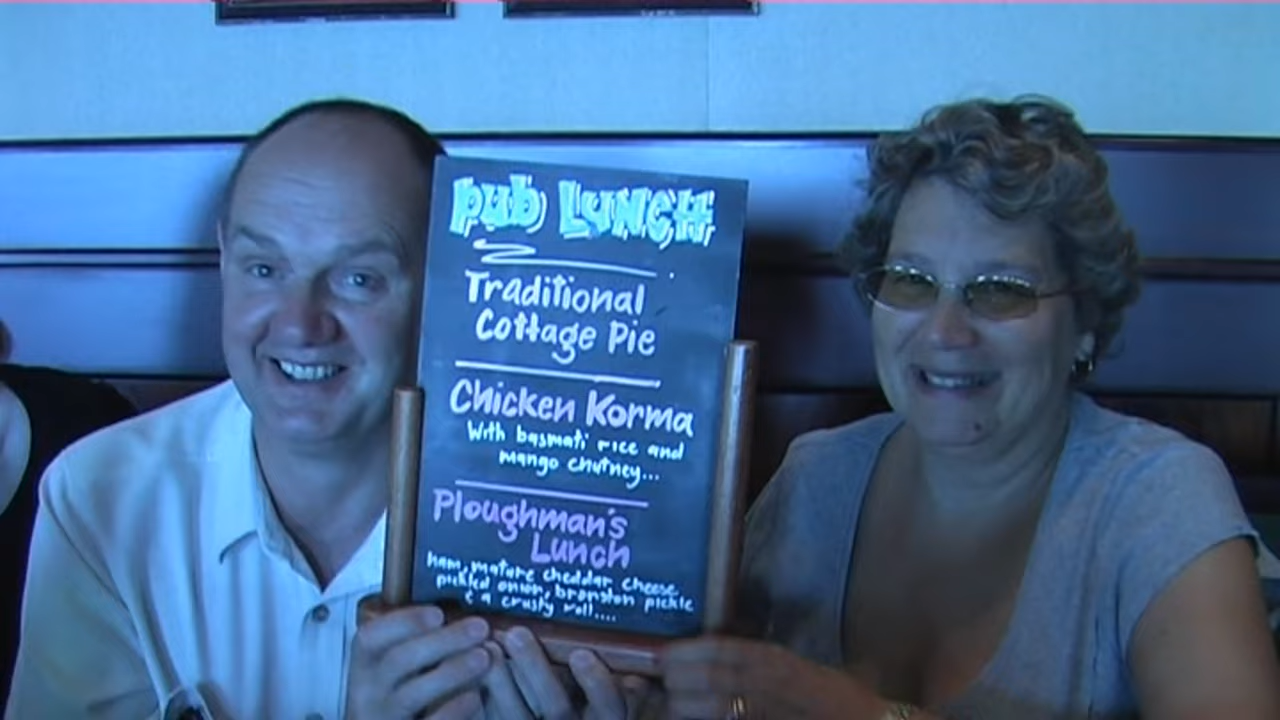 pub LUNCH
Traditional
Cottage Pie
Chicken Korma
With basmati rice and
mango chutney...
Ploughman's
Lunch
ham, mature cheddar cheese,
pickled onion, branston pickle
& a crusty roll....